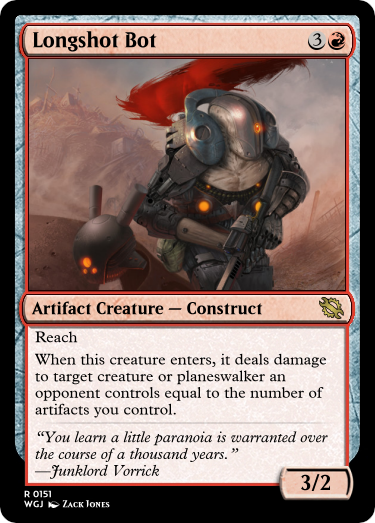 Longshot Bot
3
Artifact Creature — Construct
Reach
When this creature enters, it deals damage
to target creature or planeswalker an
opponent controls equal to the number of
artifacts you control.
“You learn a little paranoia is warranted over
the course of a thousand years.”
—Junklord Vorrick
3/2
R 0151
WGJ Zack Jones